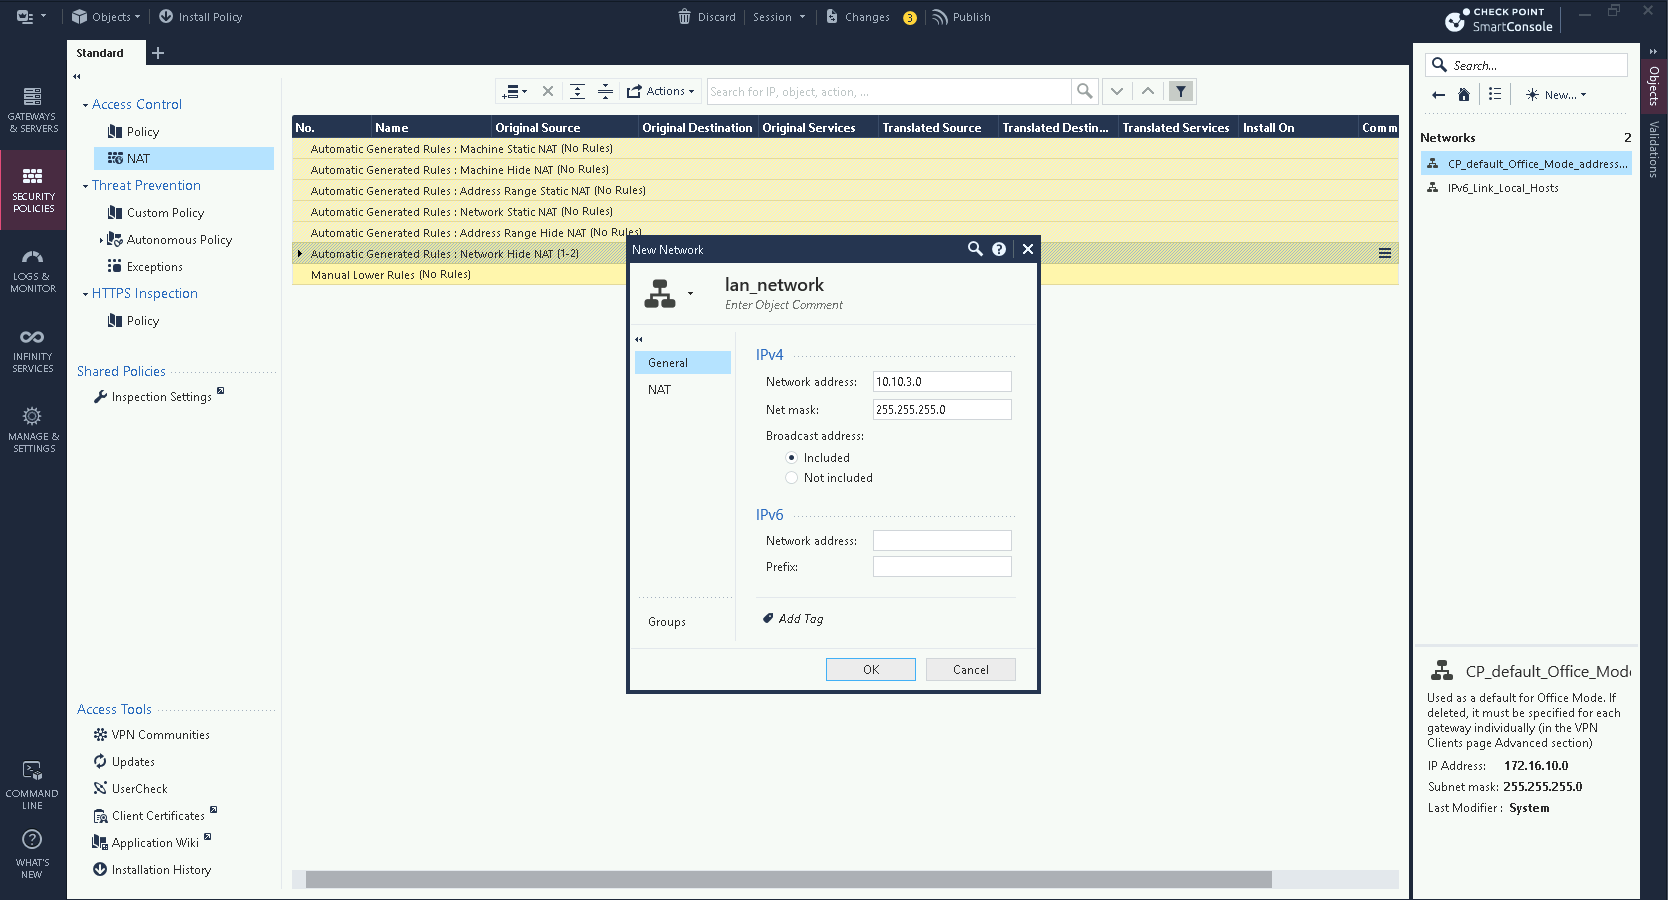 Objects
Install Policy
Discard
Session
Changes
3
Publish
CHECK POINT
SmartConsole
Standard
GATEWAYS
& SERVERS
SECURITY
POLICIES
LOGS &
MONITOR
INFINITY
SERVICES
MANAGE &
SETTINGS
COMMAND
LINE
WHAT'S
NEW
Access Control
Policy
NAT
Threat Prevention
Custom Policy
Autonomous Policy
Exceptions
HTTPS Inspection
Policy
Shared Policies
Inspection Settings
Access Tools
VPN Communities
Updates
UserCheck
Client Certificates
Application Wiki
Installation History
Actions
Search for IP, object, action, ...
No. Name Original Source Original Destination Original Services Translated Source Translated Destin... Translated Services Install On Comm
Automatic Generated Rules : Machine Static NAT (No Rules)
Automatic Generated Rules : Machine Hide NAT (No Rules)
Automatic Generated Rules : Address Range Static NAT (No Rules)
Automatic Generated Rules : Network Static NAT (No Rules)
Automatic Generated Rules : Address Range Hide NAT (No Rules)
Automatic Generated Rules : Network Hide NAT (1-2)
Manual Lower Rules (No Rules)
New Network
lan_network
Enter Object Comment
General
NAT
Groups
IPv4
Network address: 10.10.3.0
Net mask: 255.255.255.0
Broadcast address:
Included
Not included
IPv6
Network address:
Prefix:
Add Tag
OK
Cancel
Search...
New...
Networks 2
CP_default_Office_Mode_address...
IPv6_Link_Local_Hosts
CP_default_Office_Mode
Used as a default for Office Mode. If
deleted, it must be specified for each
gateway individually (in the VPN
Clients page Advanced section)
IP Address: 172.16.10.0
Subnet mask: 255.255.255.0
Last Modifier : System
Objects
Validations